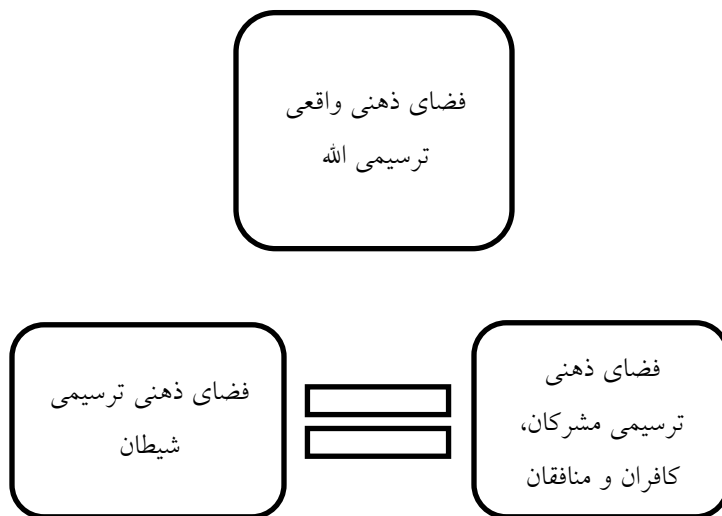 فضای ذهنی واقعی
ترسیمی الله
فضای ذهنی
ترسیمی مشرکان،
کافران و منافقان
فضای ذهنی ترسیمی
شیطان